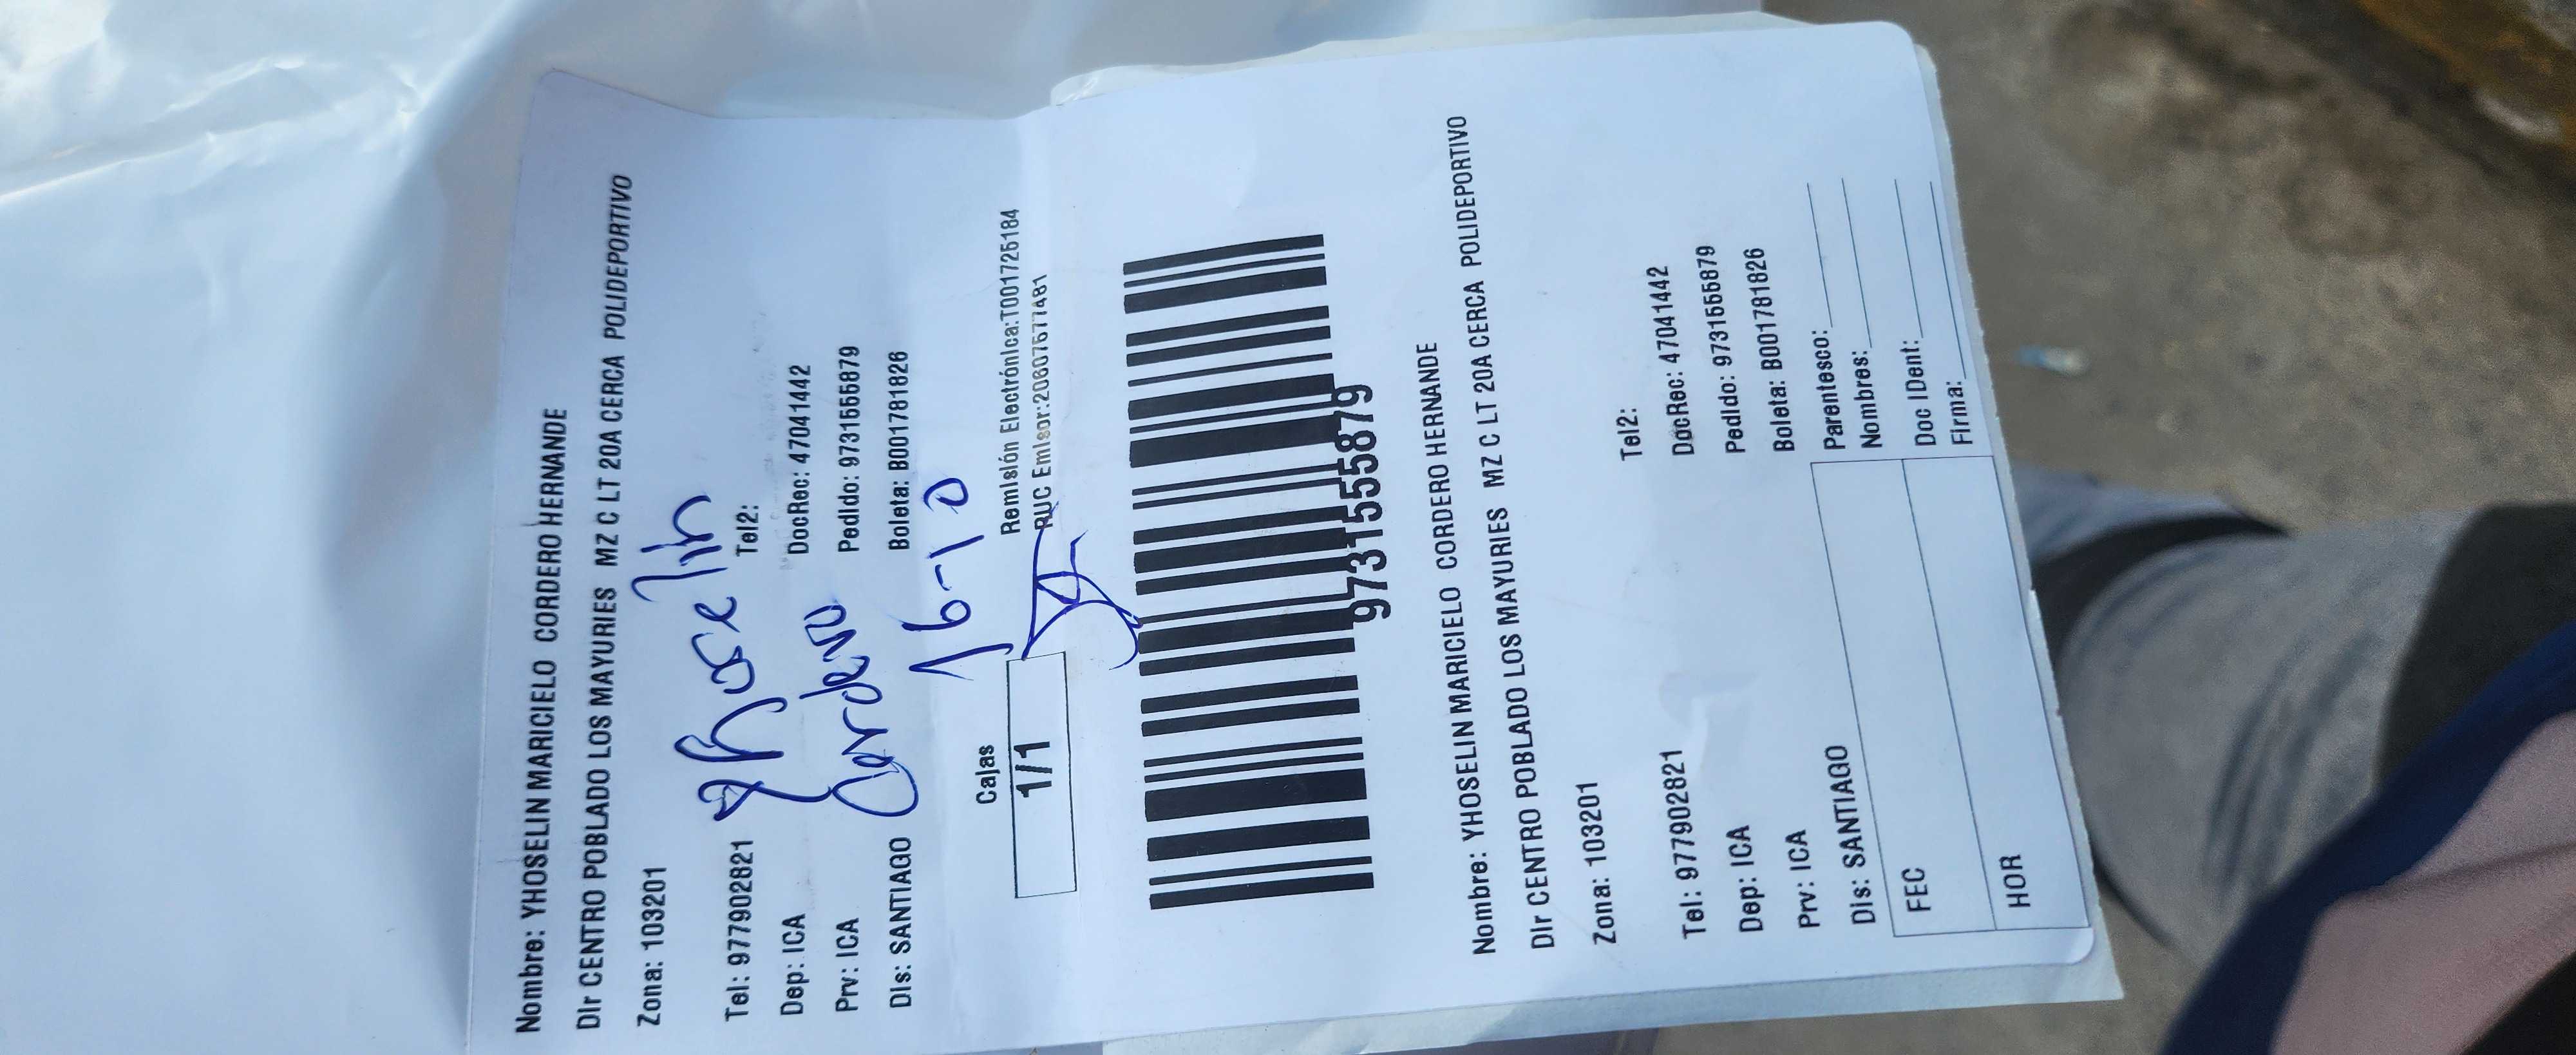 Nombre: YHOSELIN MARICIELO CORDERO HERNANDE
Dir CENTRO POBLADO LOS MAYURIES MZ C LT 20A CERCA POLIDEPORTIVO
Zona: 103201
Yhoselin
Tel: 977902821 Tel2:
Dep: ICA DocRec: 47041442
Cordero
Prv: ICA Pedido: 9731555879
Dis: SANTIAGO Boleta: B001781826
16-10
Cajas Remisión Electrónica:T001725184
1/1 RUC Emisor:20607577481
9731555879
Nombre: YHOSELIN MARICIELO CORDERO HERNANDE
Dir CENTRO POBLADO LOS MAYURIES MZ C LT 20A CERCA POLIDEPORTIVO
Zona: 103201
Tel: 977902821 Tel2:
Dep: ICA DocRec: 47041442
Prv: ICA Pedido: 9731555879
Dis: SANTIAGO Boleta: B001781826
FEC Parentesco:
Nombres:
HOR Doc IDent:
Firma: